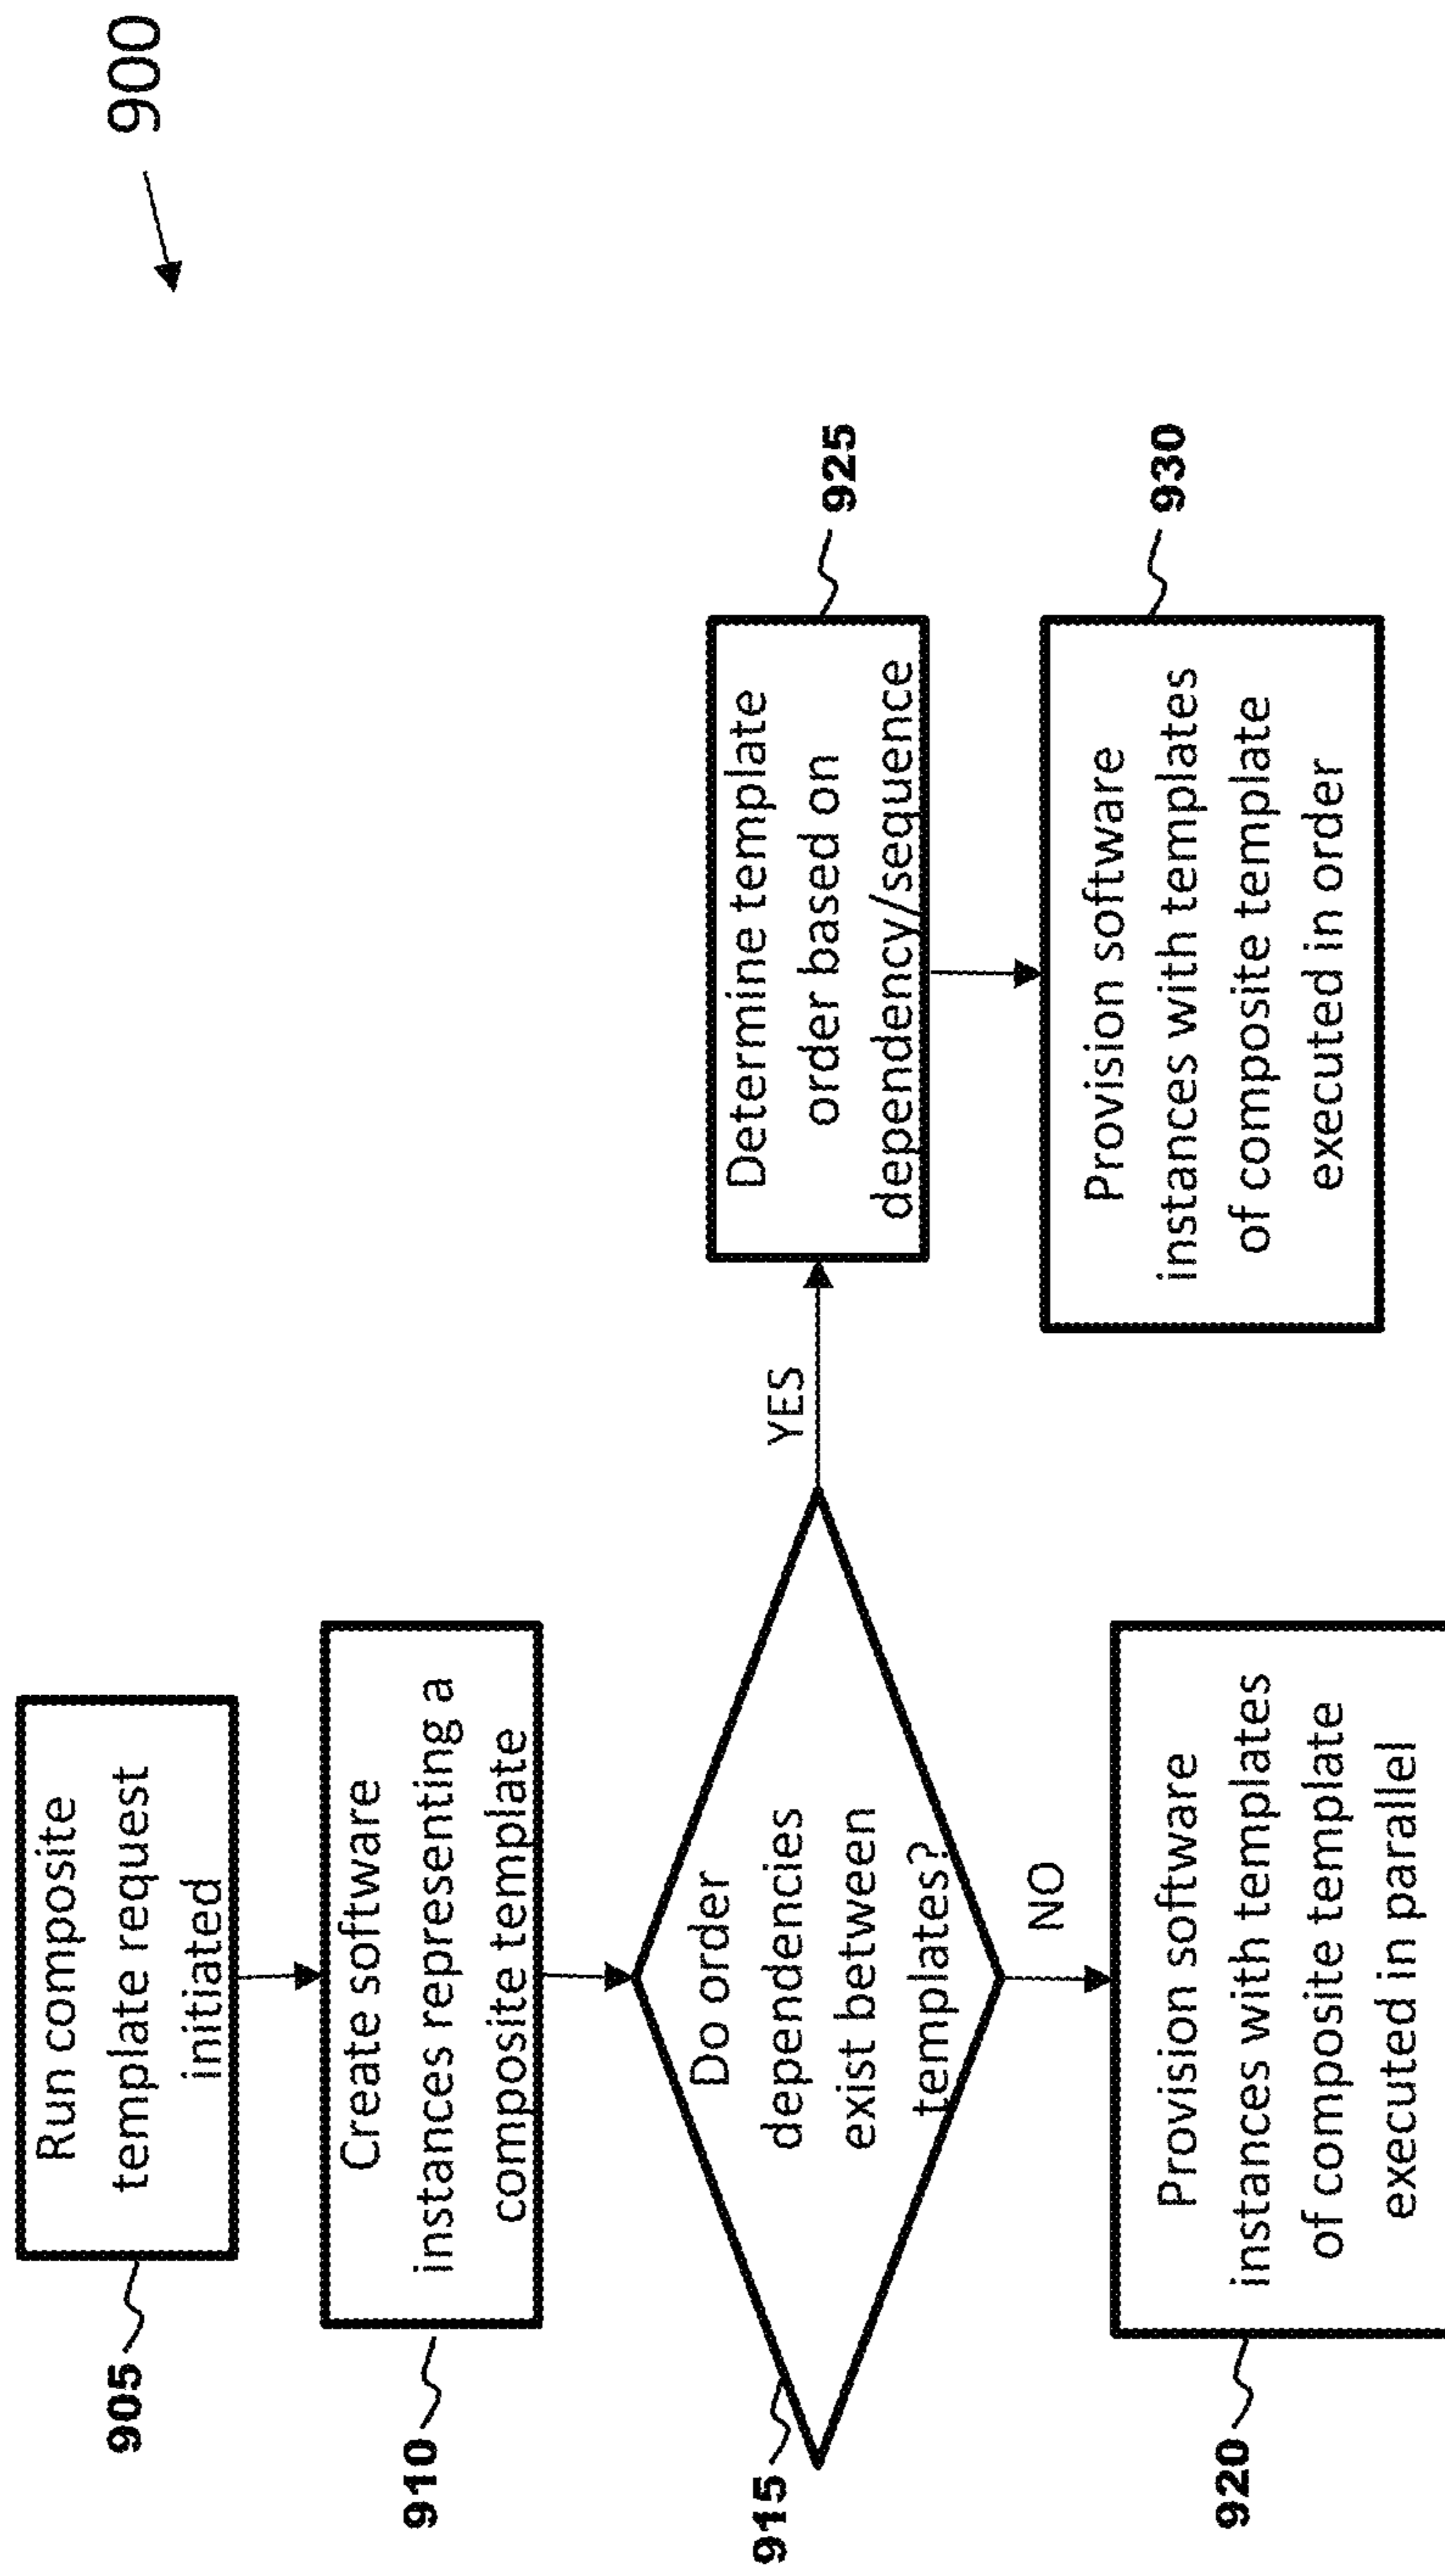 900
905
Run composite
template request
initiated
910
Create software
instances representing a
composite template
915
Do order
dependencies
exist between
templates?
YES
NO
925
Determine template
order based on
dependency/sequence
920
Provision software
instances with templates
of composite template
executed in parallel
930
Provision software
instances with templates
of composite template
executed in order